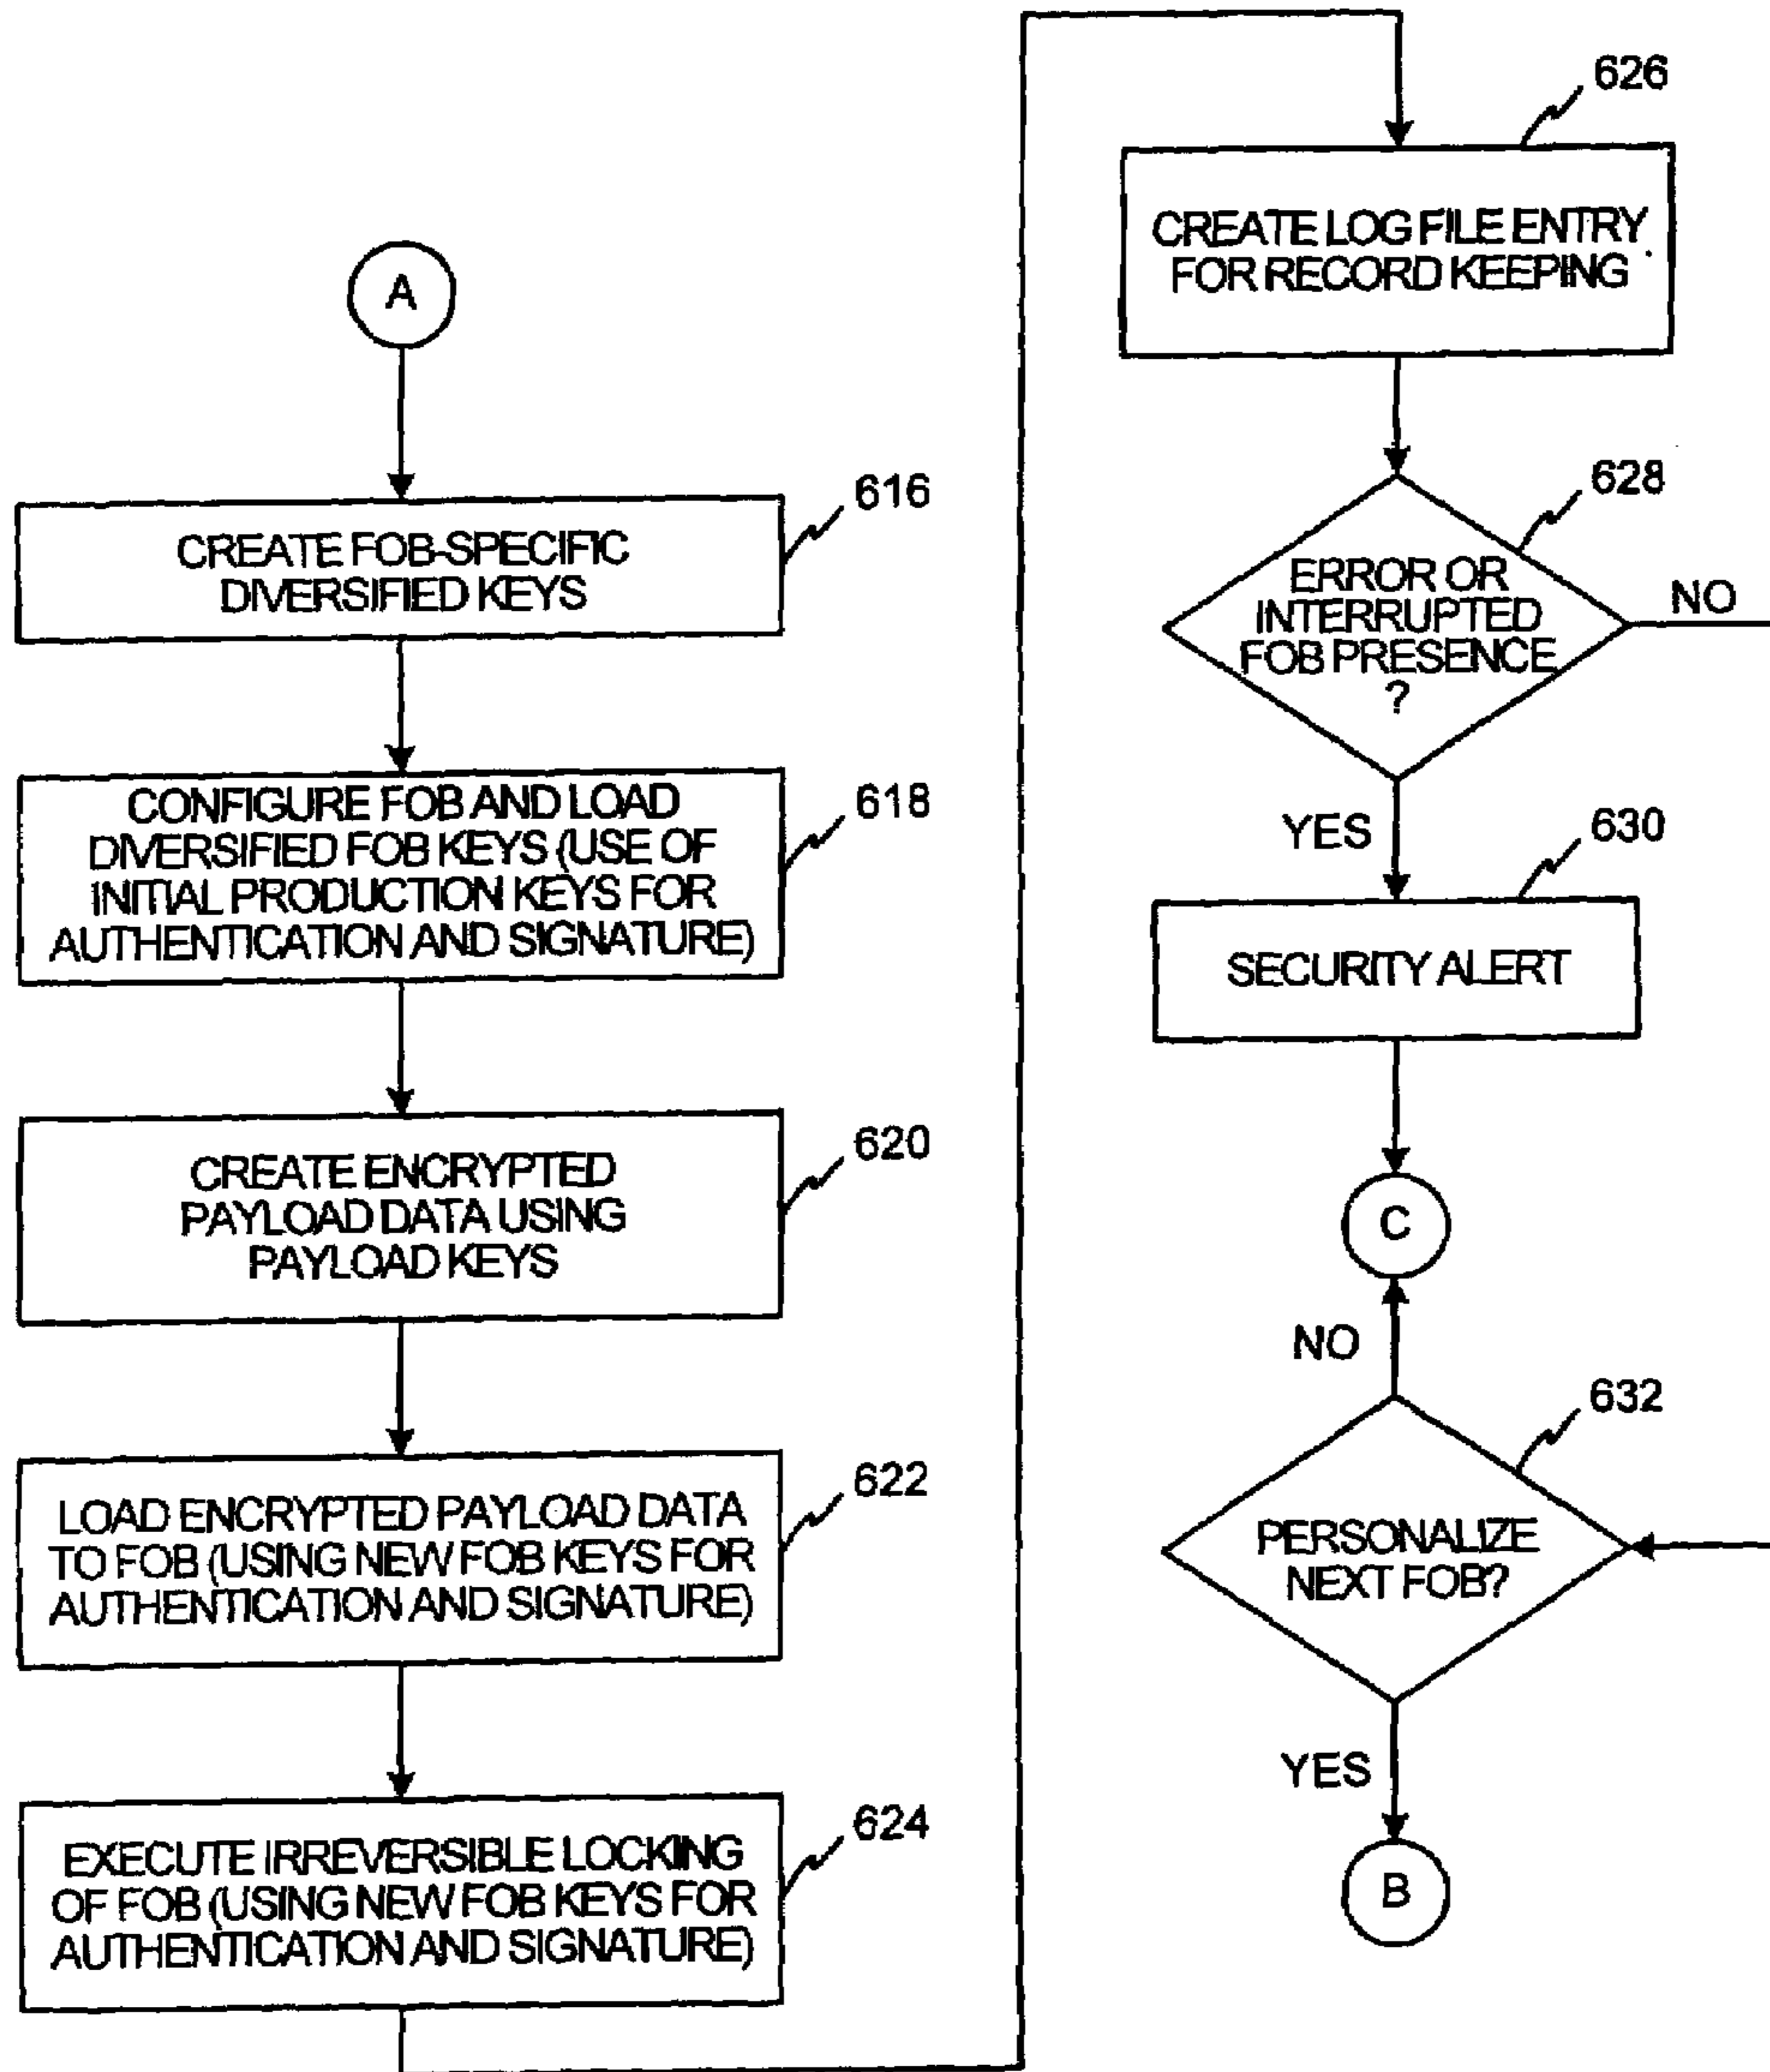 A
616
CREATE FOB-SPECIFIC
DIVERSIFIED KEYS
618
CONFIGURE FOB AND LOAD
DIVERSIFIED FOB KEYS (USE OF
INITIAL PRODUCTION KEYS FOR
AUTHENTICATION AND SIGNATURE)
620
CREATE ENCRYPTED
PAYLOAD DATA USING
PAYLOAD KEYS
622
LOAD ENCRYPTED PAYLOAD DATA
TO FOB (USING NEW FOB KEYS FOR
AUTHENTICATION AND SIGNATURE)
624
EXECUTE IRREVERSIBLE LOCKING
OF FOB (USING NEW FOB KEYS FOR
AUTHENTICATION AND SIGNATURE)
626
CREATE LOG FILE ENTRY
FOR RECORD KEEPING
628
ERROR OR
INTERRUPTED
FOB PRESENCE
?
NO
YES
630
SECURITY ALERT
C
NO
632
PERSONALIZE
NEXT FOB?
YES
B